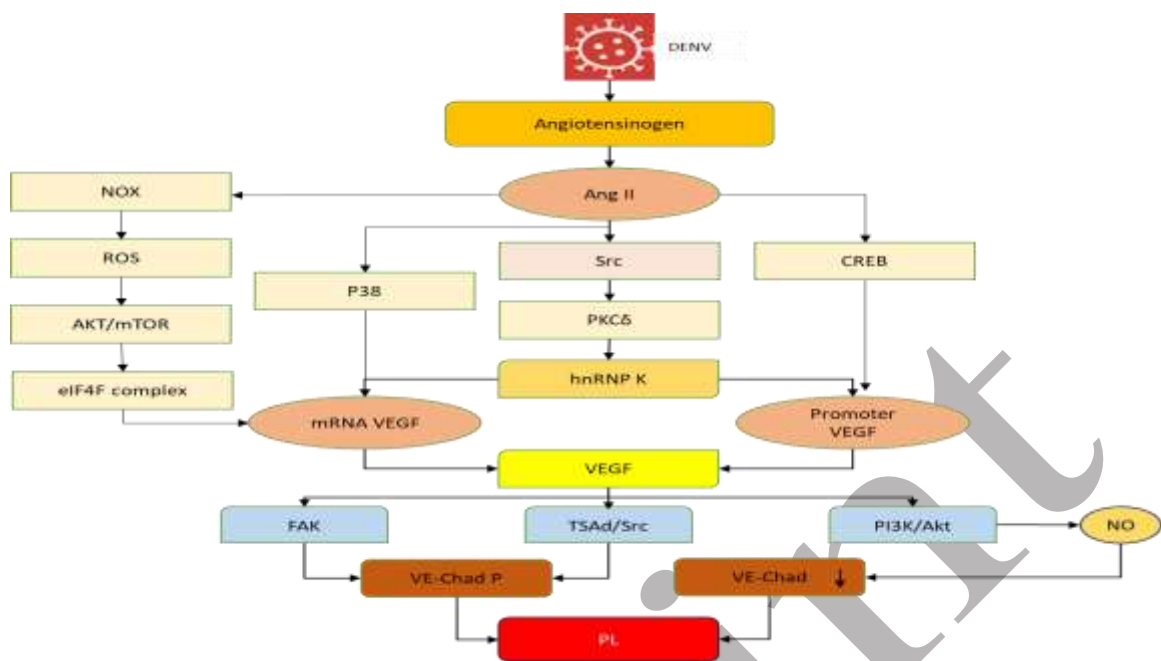 DENV
Angiotensinogen
NOX
Ang II
ROS
Src
CREB
P38
AKT/mTOR
PKCδ
eIF4F complex
hnRNP K
mRNA VEGF
Promoter
VEGF
VEGF
FAK
TSAd/Src
PI3K/Akt
NO
VE-Chad P
VE-Chad ↓
PL